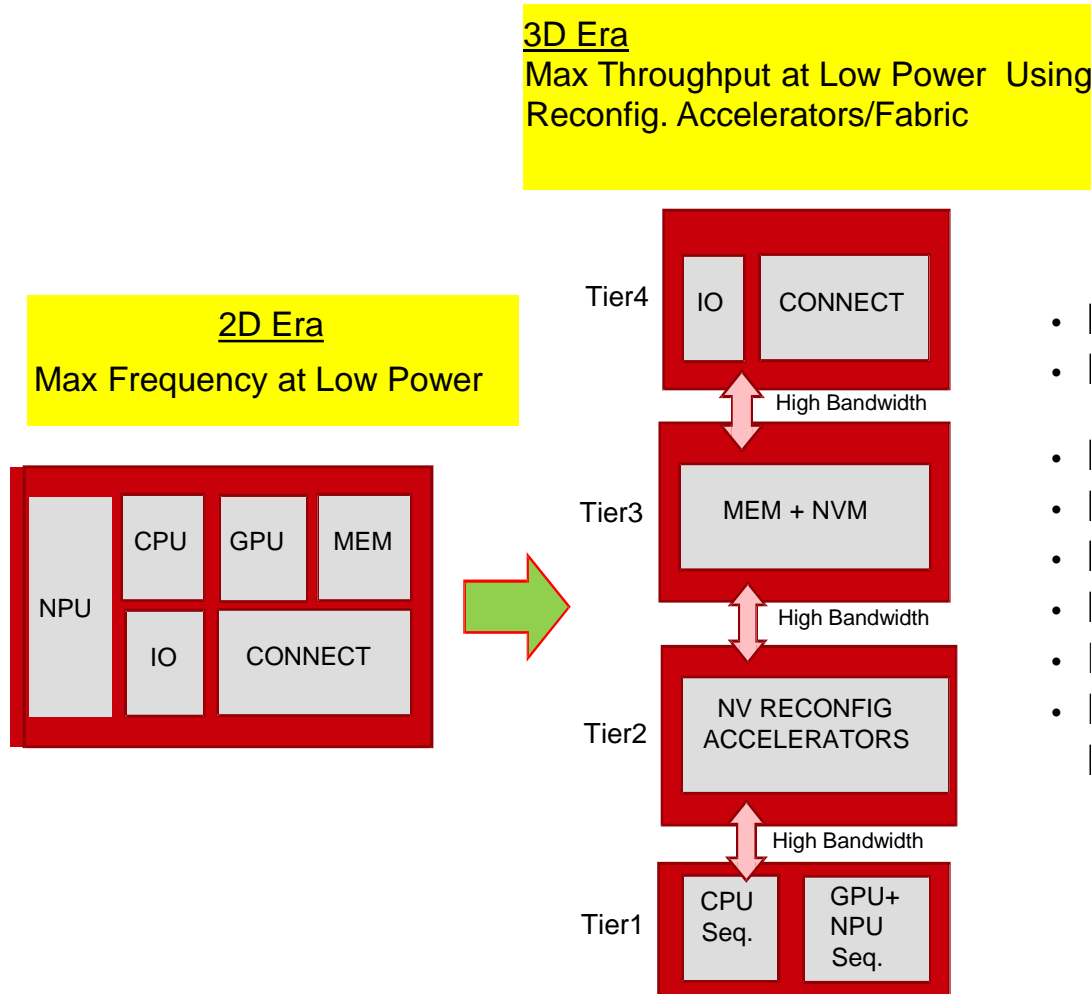 3D Era
Max Throughput at Low Power Using
Reconfig. Accelerators/Fabric
2D Era
Max Frequency at Low Power
NPU
CPU
GPU
MEM
IO
CONNECT
Tier4
IO
CONNECT
High Bandwidth
Tier3
MEM + NVM
High Bandwidth
Tier2
NV RECONFIG
ACCELERATORS
High Bandwidth
Tier1
CPU
Seq.
GPU+
NPU
Seq.